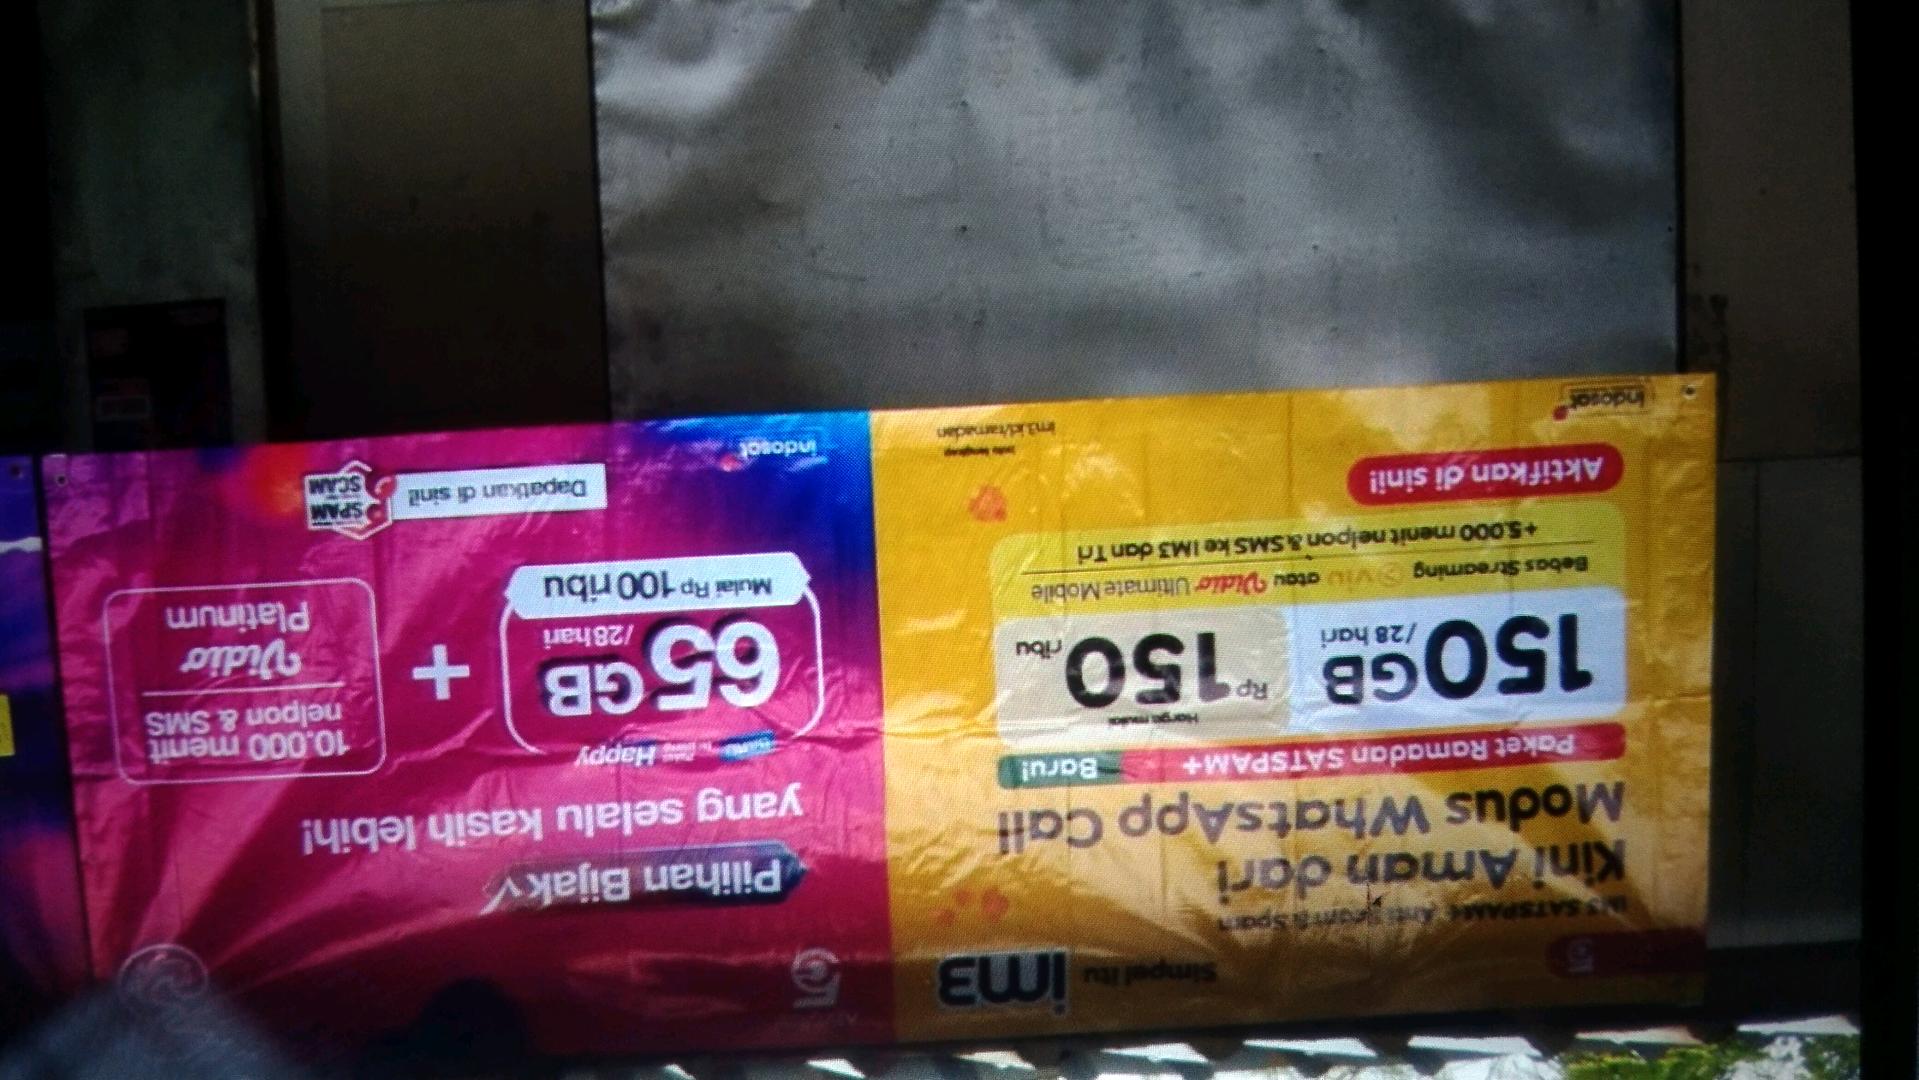 5G
Simpel itu im3
IM3 SATSPAM+ Anti Scam & Spam
Kini Aman dari
Modus WhatsApp Call
Paket Ramadan SATSPAM+ Baru!
150GB /28 hari
Harga mulai
Rp 150 ribu
Bebas Streaming viu atau Vidio Ultimate Mobile
+5.000 menit nelpon & SMS ke IM3 dan Tri
Aktifkan di sini!
Info lengkap
im3.id/ramadan
indosat
5G
Pilihan Bijak
yang selalu kasih lebih!
Happy
65GB /28 hari
Mulai Rp 100 ribu
+
10.000 menit
nelpon & SMS
Vidio
Platinum
Dapatkan di sini!
SPAM
SCAM
indosat